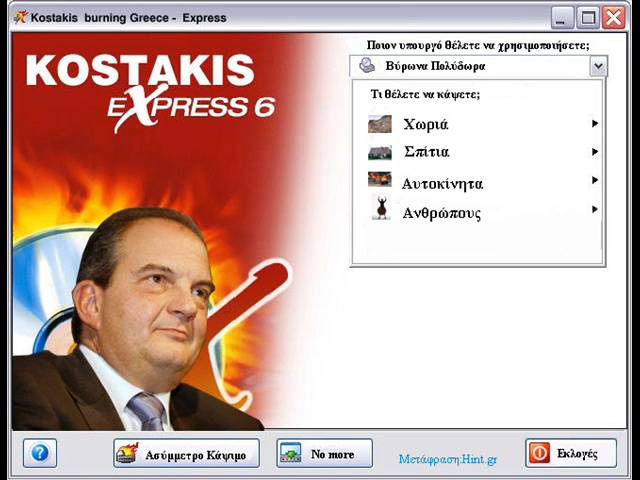 Kostakis burning Greece - Express
KOSTAKIS
EXPRESS 6
Ποιον υπουργό θέλετε να χρησιμοποιήσετε;
Βύρωνα Πολύδωρα
Τι θέλετε να κάψετε;
Χωριά
Σπίτια
Αυτοκίνητα
Ανθρώπους
?
Ασύμμετρο Κάψιμο
No more
Μετάφραση:Hint.gr
Εκλογές